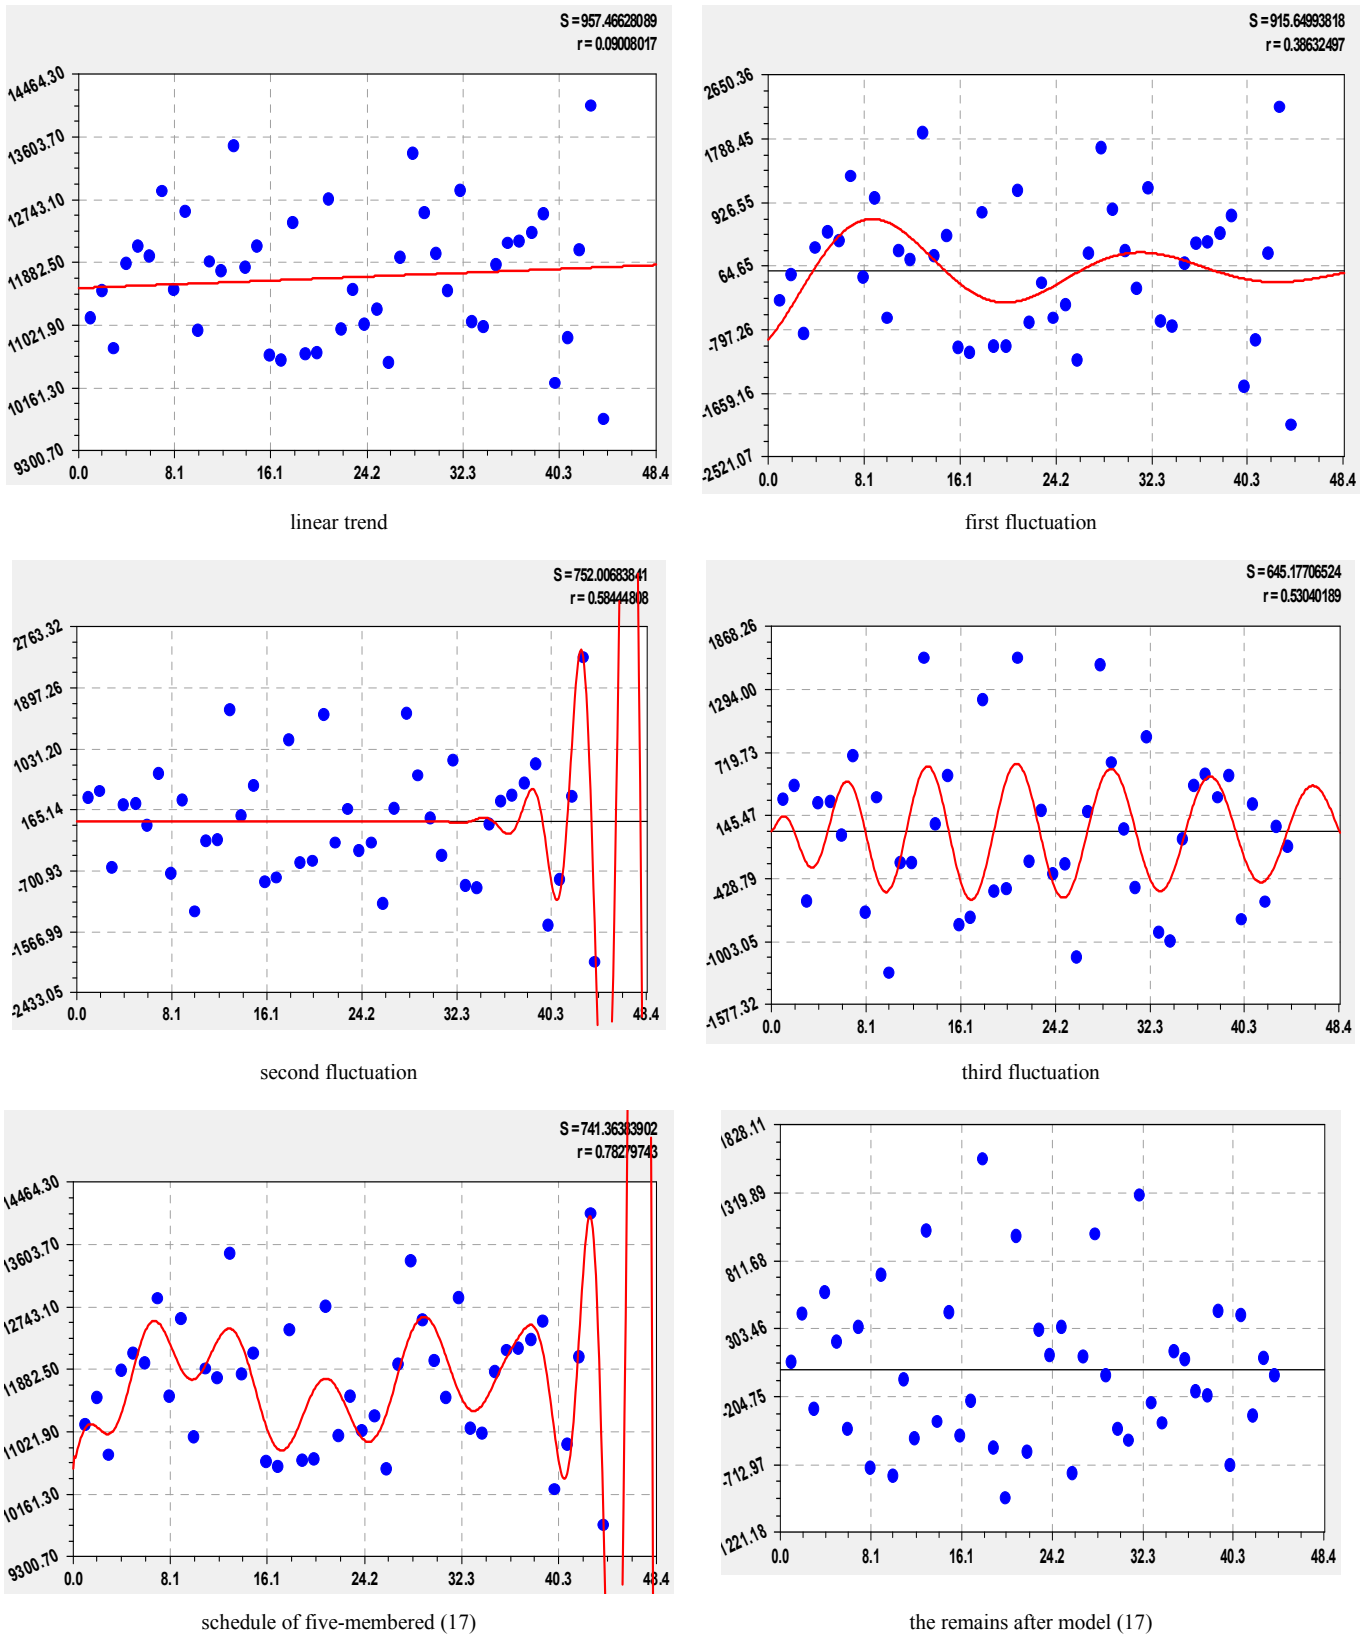 S = 957.46628089
r = 0.09008017
14464.30
13603.70
12743.10
11882.50
11021.90
10161.30
9300.70
0.0 8.1 16.1 24.2 32.3 40.3 48.4
linear trend
S = 915.64993818
r = 0.38632497
2650.36
1788.45
926.55
64.65
-797.26
-1659.16
-2521.07
0.0 8.1 16.1 24.2 32.3 40.3 48.4
first fluctuation
S = 752.00683841
r = 0.58444808
2763.32
1897.26
1031.20
165.14
-700.93
-1566.99
-2433.05
0.0 8.1 16.1 24.2 32.3 40.3 48.4
second fluctuation
S = 645.17706524
r = 0.53040189
1868.26
1294.00
719.73
145.47
-428.79
-1003.05
-1577.32
0.0 8.1 16.1 24.2 32.3 40.3 48.4
third fluctuation
S = 741.36383902
r = 0.78279743
14464.30
13603.70
12743.10
11882.50
11021.90
10161.30
9300.70
0.0 8.1 16.1 24.2 32.3 40.3 48.4
schedule of five-membered (17)
1828.11
1319.89
811.68
303.46
-204.75
-712.97
1221.18
0.0 8.1 16.1 24.2 32.3 40.3 48.4
the remains after model (17)